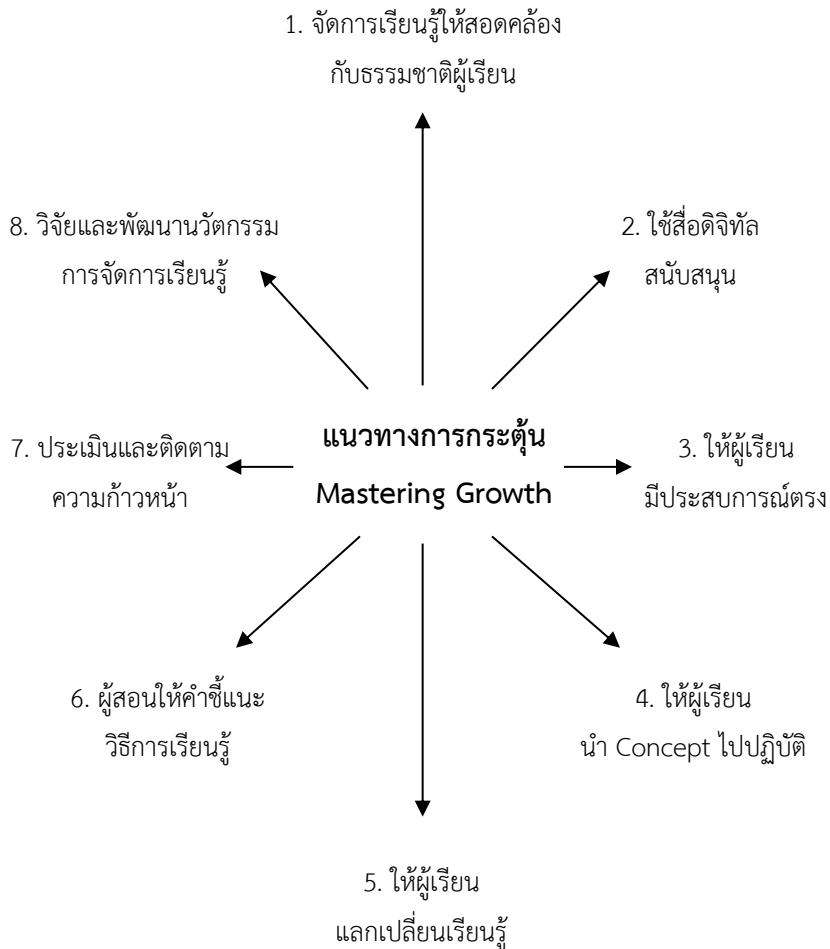 1. จัดการเรียนรู้ให้สอดคล้อง
กับธรรมชาติผู้เรียน
8. วิจัยและพัฒนานวัตกรรม
การจัดการเรียนรู้
2. ใช้สื่อดิจิทัล
สนับสนุน
แนวทางการกระตุ้น
Mastering Growth
7. ประเมินและติดตาม
ความก้าวหน้า
3. ให้ผู้เรียน
มีประสบการณ์ตรง
6. ผู้สอนให้คำชี้แนะ
วิธีการเรียนรู้
4. ให้ผู้เรียน
นำ Concept ไปปฏิบัติ
5. ให้ผู้เรียน
แลกเปลี่ยนเรียนรู้